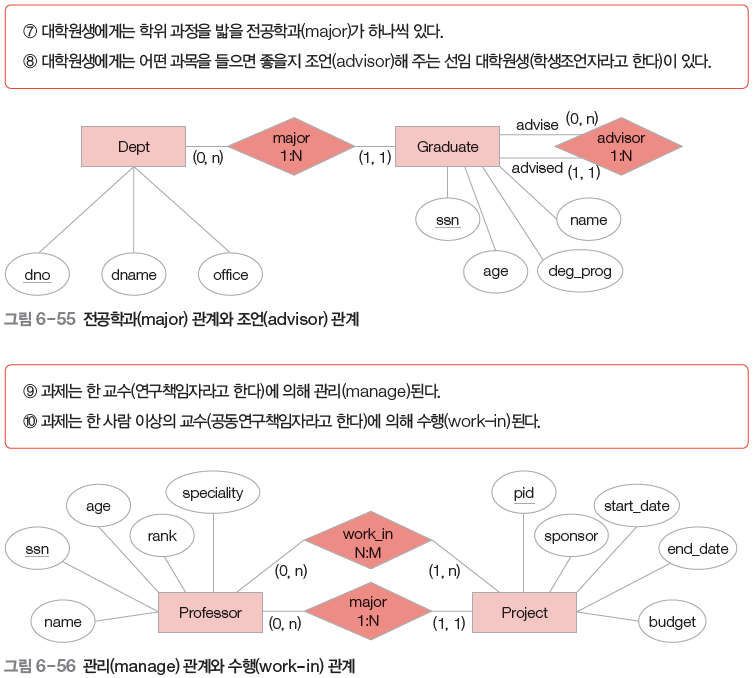 ⑦ 대학원생에게는 학위 과정을 밟을 전공학과(major)가 하나씩 있다.
⑧ 대학원생에게는 어떤 과목을 들으면 좋을지 조언(advisor)해 주는 선임 대학원생(학생조언자라고 한다)이 있다.
Dept
(0, n)
major
1:N
(1, 1)
Graduate
advise
(0, n)
advisor
1:N
advised
(1, 1)
dno
dname
office
ssn
age
deg_prog
name
그림 6-55 전공학과(major) 관계와 조언(advisor) 관계
⑨ 과제는 한 교수(연구책임자라고 한다)에 의해 관리(manage)된다.
⑩ 과제는 한 사람 이상의 교수(공동연구책임자라고 한다)에 의해 수행(work-in)된다.
ssn
age
rank
speciality
name
Professor
(0, n)
work_in
N:M
(1, n)
(0, n)
major
1:N
(1, 1)
Project
pid
sponsor
start_date
end_date
budget
그림 6-56 관리(manage) 관계와 수행(work-in) 관계